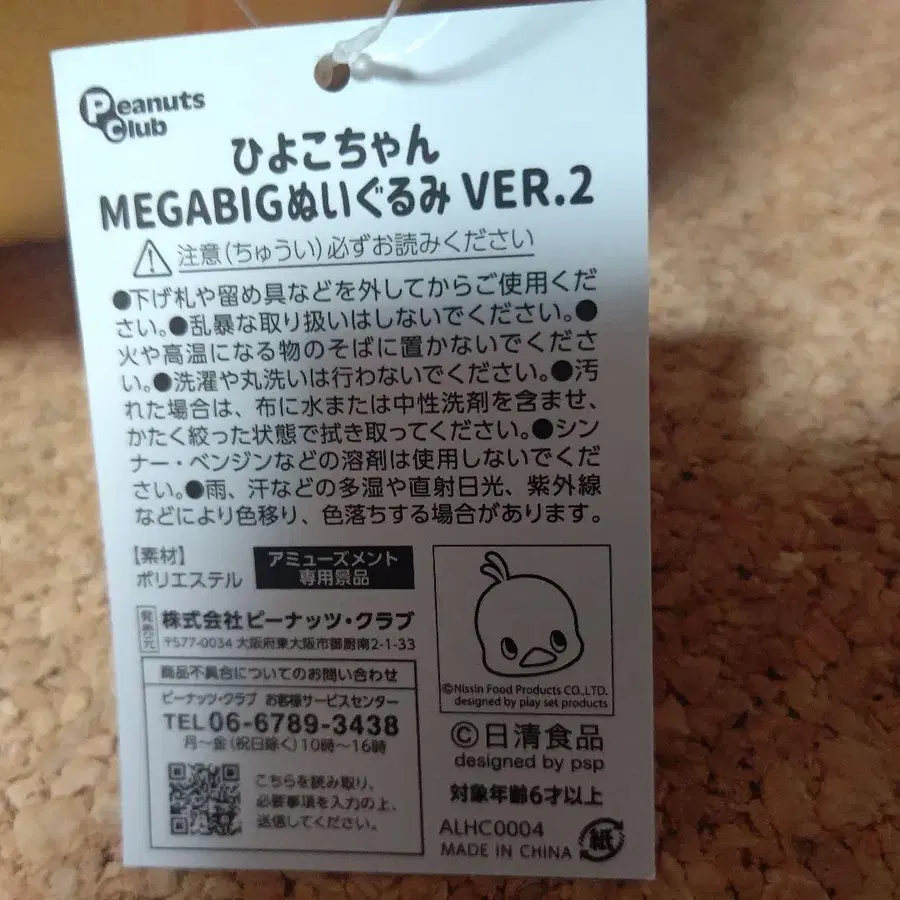 Peanuts
Club
ひよこちゃん
MEGABIGぬいぐるみ VER.2
注意(ちゅうい)必ずお読みください
●下げ札や留め具などを外してからご使用くだ
さい。●乱暴な取り扱いはしないでください。●
火や高温になる物のそばに置かないでくださ
い。●洗濯や丸洗いは行わないでください。●汚
れた場合は、布に水または中性洗剤を含ませ、
かたく絞った状態で拭き取ってください。●シン
ナー・ベンジンなどの溶剤は使用しないでくだ
さい。●雨、汗などの多湿や直射日光、紫外線
などにより色移り、色落ちする場合があります。
【素材】
ポリエステル
アミューズメント
専用景品
発売元
株式会社ピーナッツ・クラブ
〒577-0034 大阪府東大阪市御厨南2-1-33
商品不具合についてのお問い合わせ
ピーナッツ・クラブ お客様サービスセンター
TEL06-6789-3438
月〜金(祝日除く)10時〜16時
こちらを読み取り、
必要事項を入力の上、
送信してください。
©Nissin Food Products CO.,LTD.
designed by play set products
©日清食品
designed by psp
対象年齢6才以上
ALHC0004
MADE IN CHINA
紙